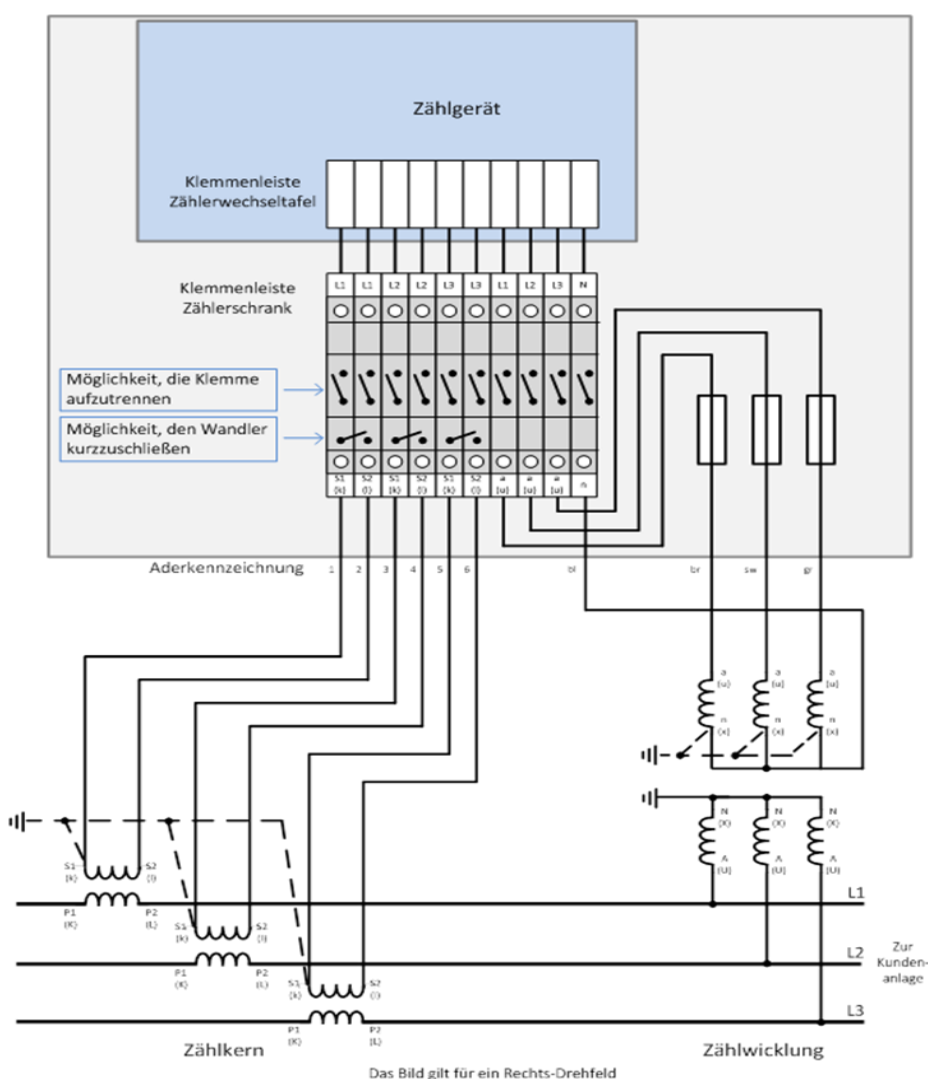 Zählgerät
Klemmenleiste
Zählerwechseltafel
Klemmenleiste
Zählerschrank
L1 L1 L2 L2 L3 L3 L1 L2 L3 N
Möglichkeit, die Klemme
aufzutrennen
Möglichkeit, den Wandler
kurzzuschließen
S1 S2 S1 S2 S1 S2 a a a n
(k) (l) (k) (l) (k) (l) (u) (u) (u)
Aderkennzeichnung 1 2 3 4 5 6 bl br sw gr
a a a
(u) (u) (u)
n n n
(x) (x) (x)
N N N
(X) (X) (X)
A A A
(U) (U) (U)
S1 S2
(k) (l)
L1
P1 P2
(K) (L)
S1 S2
(k) (l)
L2
P1 P2
(K) (L)
Zur
Kunden-
anlage
S1 S2
(k) (l)
L3
P1 P2
(K) (L)
Zählkern
Zählwicklung
Das Bild gilt für ein Rechts-Drehfeld